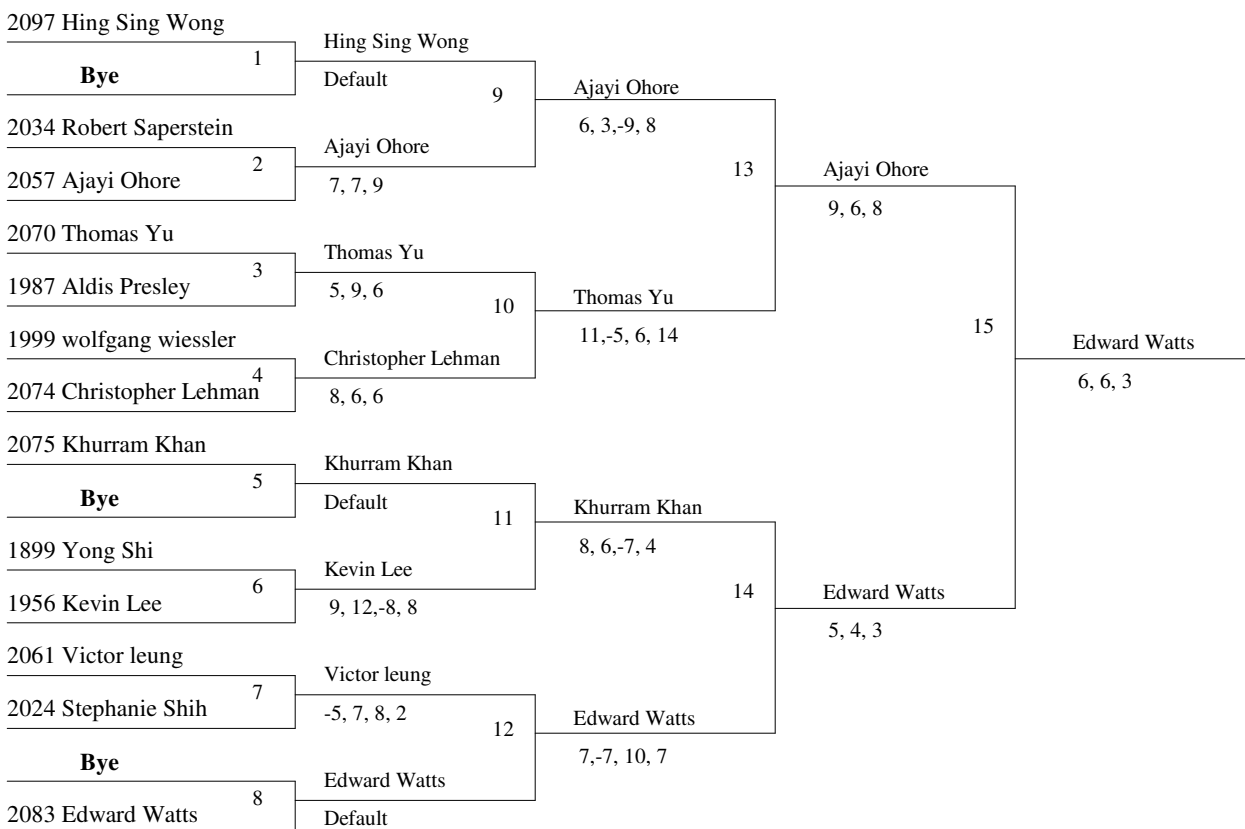 2097 Hing Sing Wong
1
Bye
Hing Sing Wong
Default
9
2034 Robert Saperstein
2
2057 Ajayi Ohore
Ajayi Ohore
7, 7, 9
Ajayi Ohore
6, 3,-9, 8
13
2070 Thomas Yu
3
1987 Aldis Presley
Thomas Yu
5, 9, 6
10
1999 wolfgang wiessler
4
2074 Christopher Lehman
Christopher Lehman
8, 6, 6
Thomas Yu
11,-5, 6, 14
Ajayi Ohore
9, 6, 8
15
2075 Khurram Khan
5
Bye
Khurram Khan
Default
11
1899 Yong Shi
6
1956 Kevin Lee
Kevin Lee
9, 12,-8, 8
Khurram Khan
8, 6,-7, 4
14
2061 Victor leung
7
2024 Stephanie Shih
Victor leung
-5, 7, 8, 2
12
Bye
8
2083 Edward Watts
Edward Watts
Default
Edward Watts
7,-7, 10, 7
Edward Watts
5, 4, 3
Edward Watts
6, 6, 3